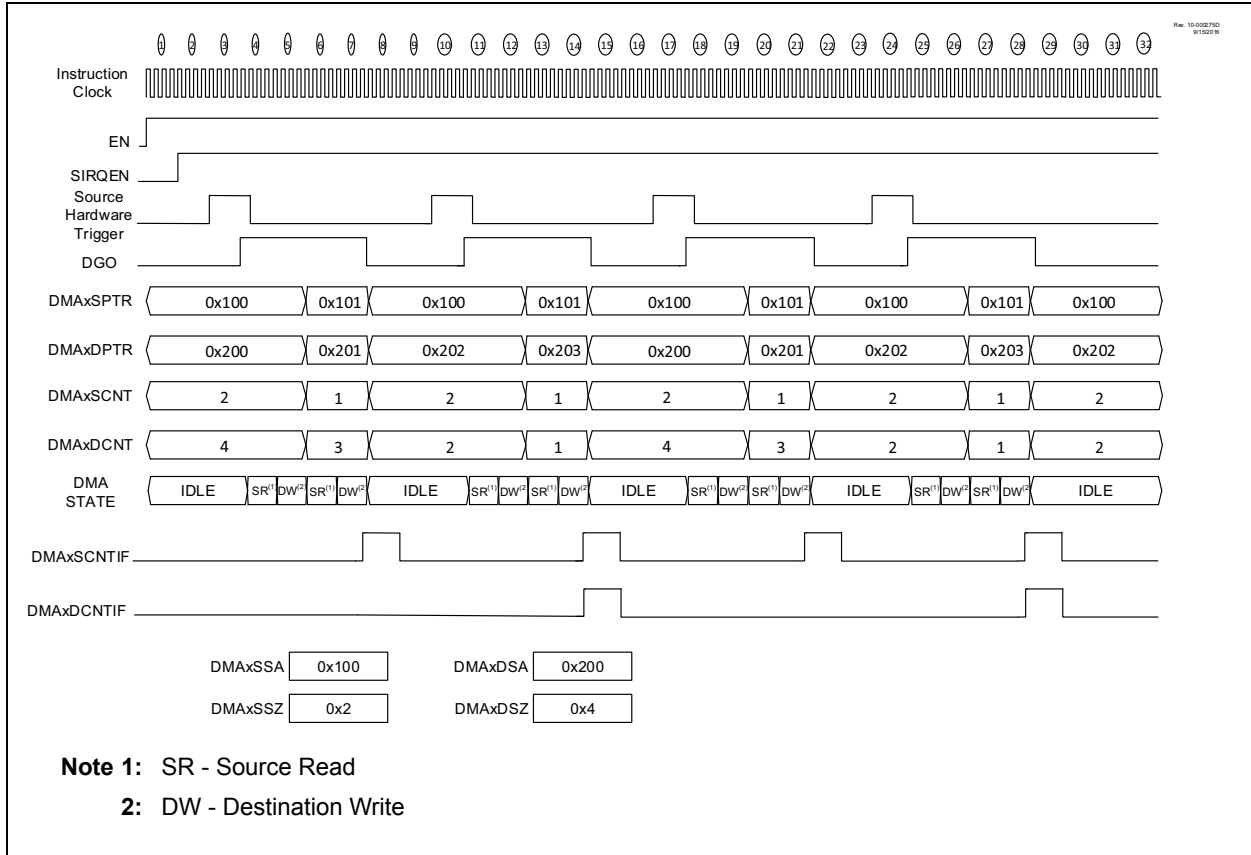 Rev. 10-000275D
9/15/2016
1 2 3 4 5 6 7 8 9 10 11 12 13 14 15 16 17 18 19 20 21 22 23 24 25 26 27 28 29 30 31 32
Instruction
Clock
EN
SIRQEN
Source
Hardware
Trigger
DGO
DMAxSPTR 0x100 0x101 0x100 0x101 0x100 0x101 0x100 0x101 0x100
DMAxDPTR 0x200 0x201 0x202 0x203 0x200 0x201 0x202 0x203 0x202
DMAxSCNT 2 1 2 1 2 1 2 1 2
DMAxDCNT 4 3 2 1 4 3 2 1 2
DMA
STATE
IDLE SR(1) DW(2) SR(1) DW(2) IDLE SR(1) DW(2) SR(1) DW(2) IDLE SR(1) DW(2) SR(1) DW(2) IDLE SR(1) DW(2) SR(1) DW(2) IDLE
DMAxSCNTIF
DMAxDCNTIF
DMAxSSA 0x100 DMAxDSA 0x200
DMAxSSZ 0x2 DMAxDSZ 0x4
Note 1: SR - Source Read
2: DW - Destination Write